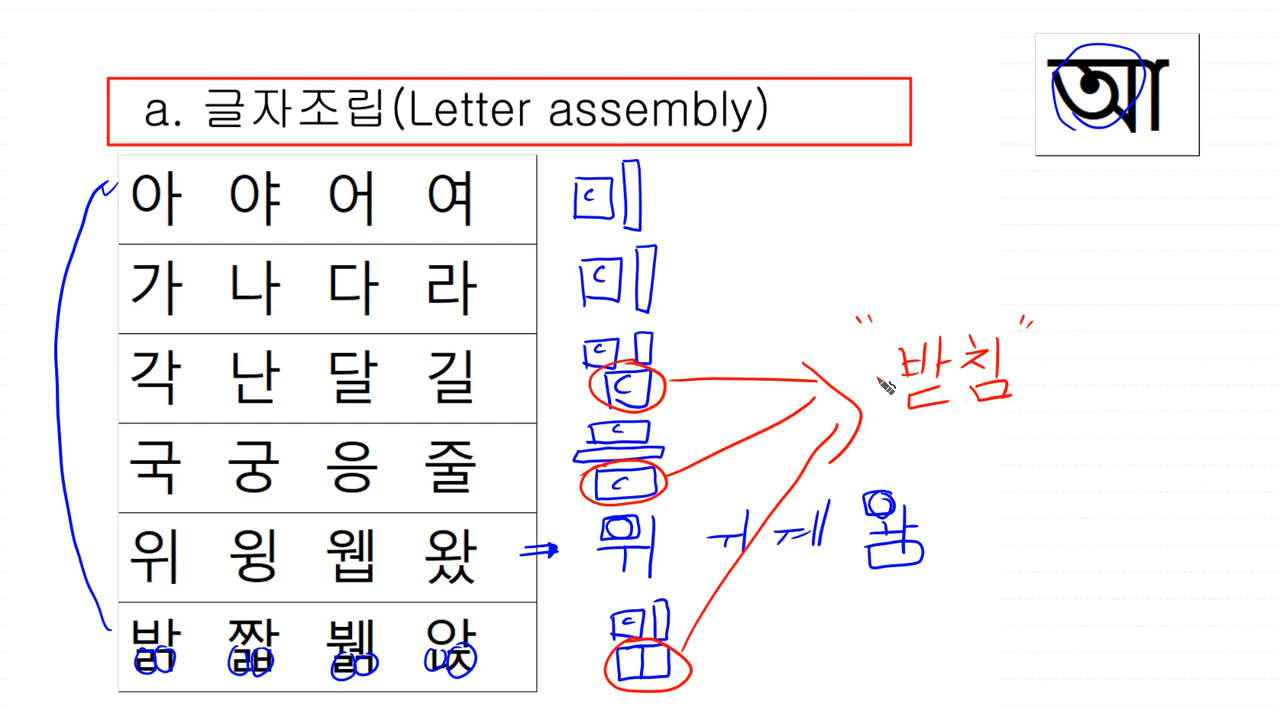 আ
a. 글자조립(Letter assembly)
아 야 어 여
가 나 다 라
각 난 달 길
"받침"
국 궁 응 줄
위 윙 웹 왔
밝 짧 뷁 앇